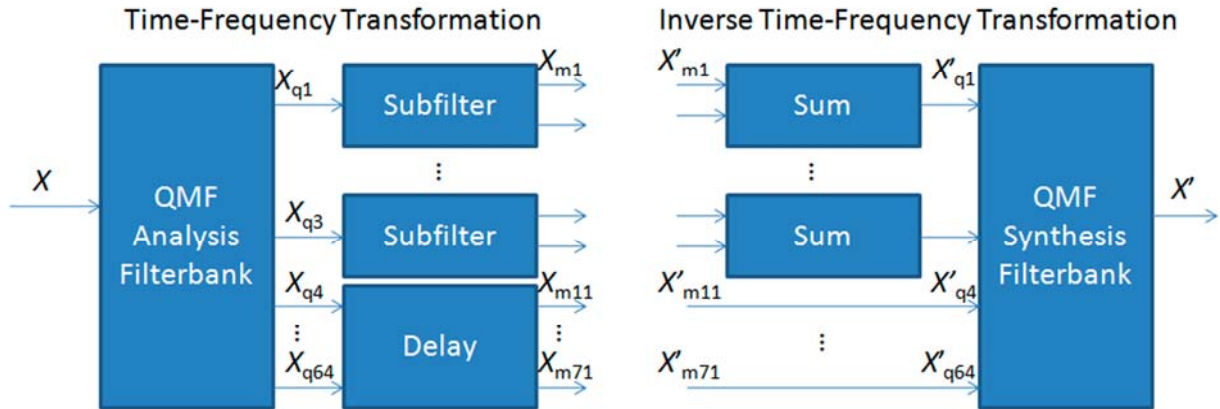 Time-Frequency Transformation
Inverse Time-Frequency Transformation
X
QMF
Analysis
Filterbank
Xq1
Subfilter
Xm1
⋮
Xq3
Subfilter
Xq4
⋮
Xq64
Delay
Xm11
⋮
Xm71
X'm1
Sum
X'q1
⋮
Sum
X'm11
X'q4
⋮
X'm71
X'q64
QMF
Synthesis
Filterbank
X'